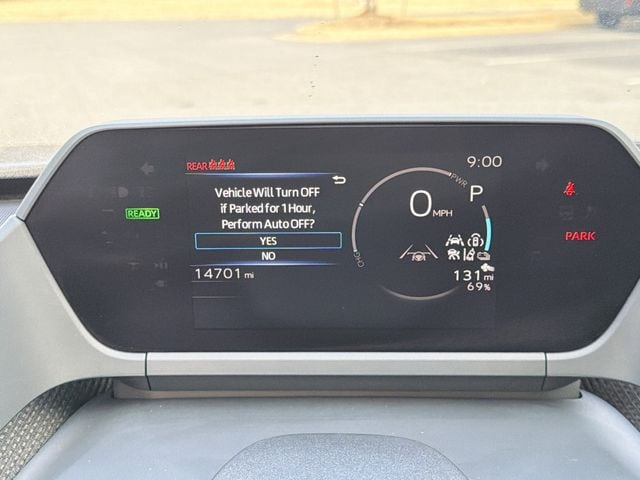 REAR
9:00
Vehicle Will Turn OFF
if Parked for 1 Hour,
Perform Auto OFF?
YES
NO
14701 mi
READY
PWR
P
0 MPH
CHG
131 mi
69%
PARK